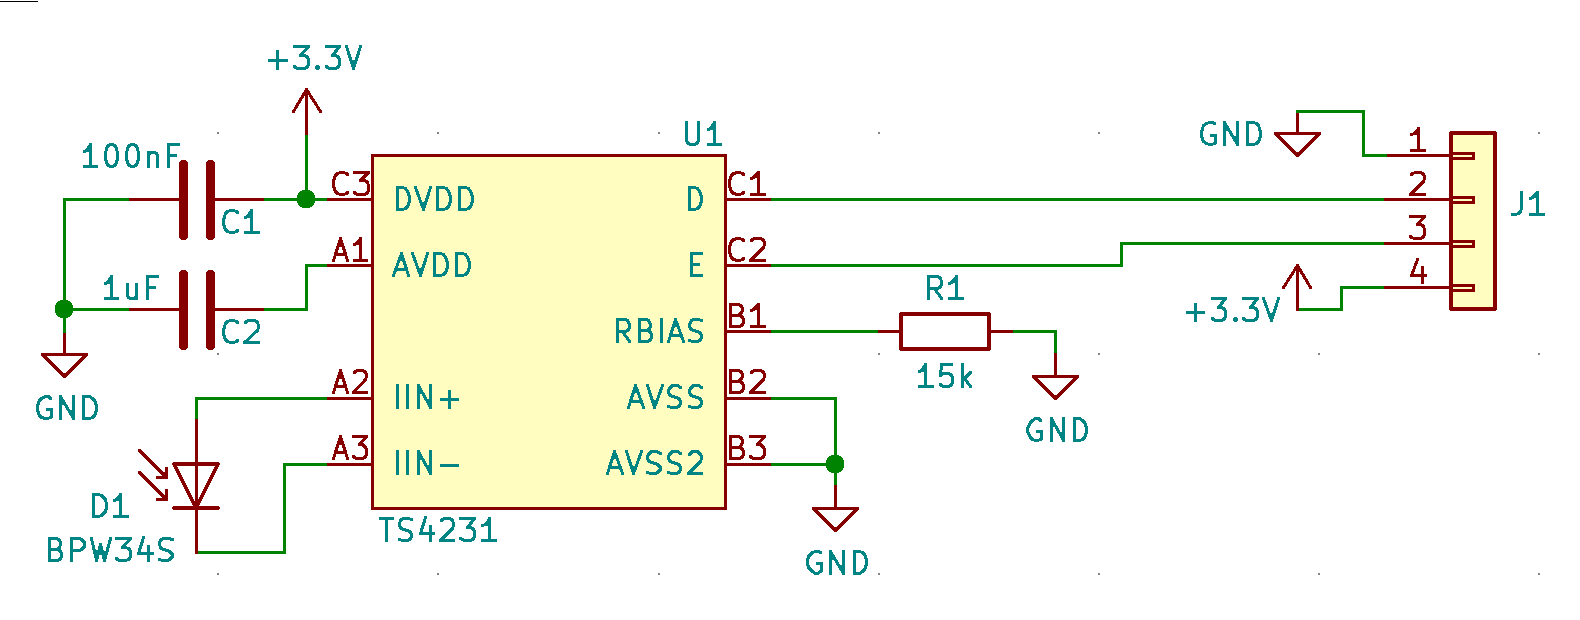 +3.3V
100nF
C1
1uF
C2
GND
D1
BPW34S
U1
C3
DVDD
A1
AVDD
A2
IIN+
A3
IIN-
D
C1
E
C2
RBIAS
B1
AVSS
B2
AVSS2
B3
TS4231
R1
15k
GND
GND
GND
+3.3V
1
2
3
4
J1